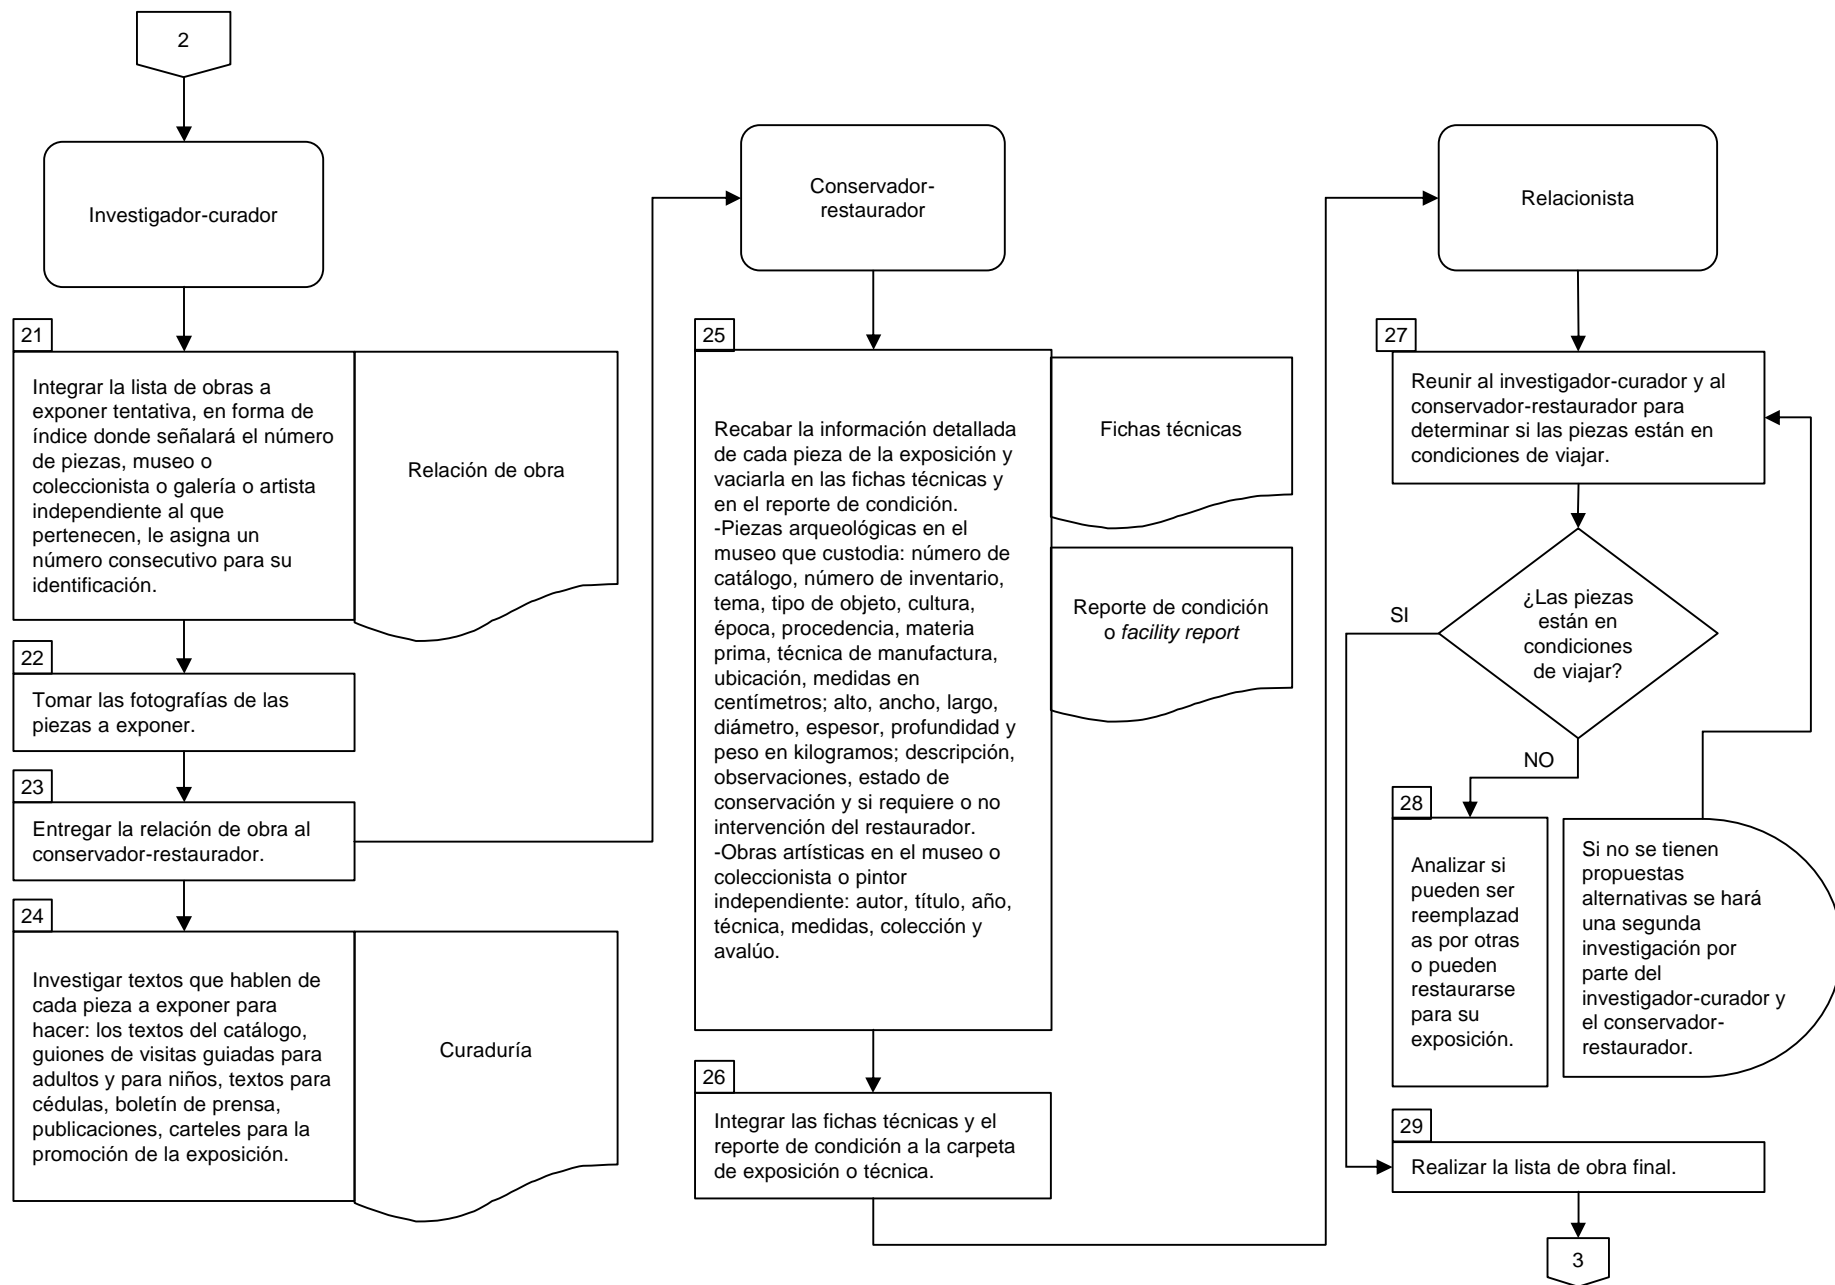 2
Investigador-curador
21
Integrar la lista de obras a
exponer tentativa, en forma de
índice donde señalará el número
de piezas, museo o
coleccionista o galería o artista
independiente al que
pertenecen, le asigna un
número consecutivo para su
identificación.
Relación de obra
22
Tomar las fotografías de las
piezas a exponer.
23
Entregar la relación de obra al
conservador-restaurador.
24
Investigar textos que hablen de
cada pieza a exponer para
hacer: los textos del catálogo,
guiones de visitas guiadas para
adultos y para niños, textos para
cédulas, boletín de prensa,
publicaciones, carteles para la
promoción de la exposición.
Curaduría
Conservador-
restaurador
25
Recabar la información detallada
de cada pieza de la exposición y
vaciarla en las fichas técnicas y
en el reporte de condición.
-Piezas arqueológicas en el
museo que custodia: número de
catálogo, número de inventario,
tema, tipo de objeto, cultura,
época, procedencia, materia
prima, técnica de manufactura,
ubicación, medidas en
centímetros; alto, ancho, largo,
diámetro, espesor, profundidad y
peso en kilogramos; descripción,
observaciones, estado de
conservación y si requiere o no
intervención del restaurador.
-Obras artísticas en el museo o
coleccionista o pintor
independiente: autor, título, año,
técnica, medidas, colección y
avalúo.
Fichas técnicas
Reporte de condición
o facility report
26
Integrar las fichas técnicas y el
reporte de condición a la carpeta
de exposición o técnica.
Relacionista
27
Reunir al investigador-curador y al
conservador-restaurador para
determinar si las piezas están en
condiciones de viajar.
¿Las piezas
están en
condiciones
de viajar?
SI
NO
28
Analizar si
pueden ser
reemplazad
as por otras
o pueden
restaurarse
para su
exposición.
Si no se tienen
propuestas
alternativas se hará
una segunda
investigación por
parte del
investigador-curador y
el conservador-
restaurador.
29
Realizar la lista de obra final.
3